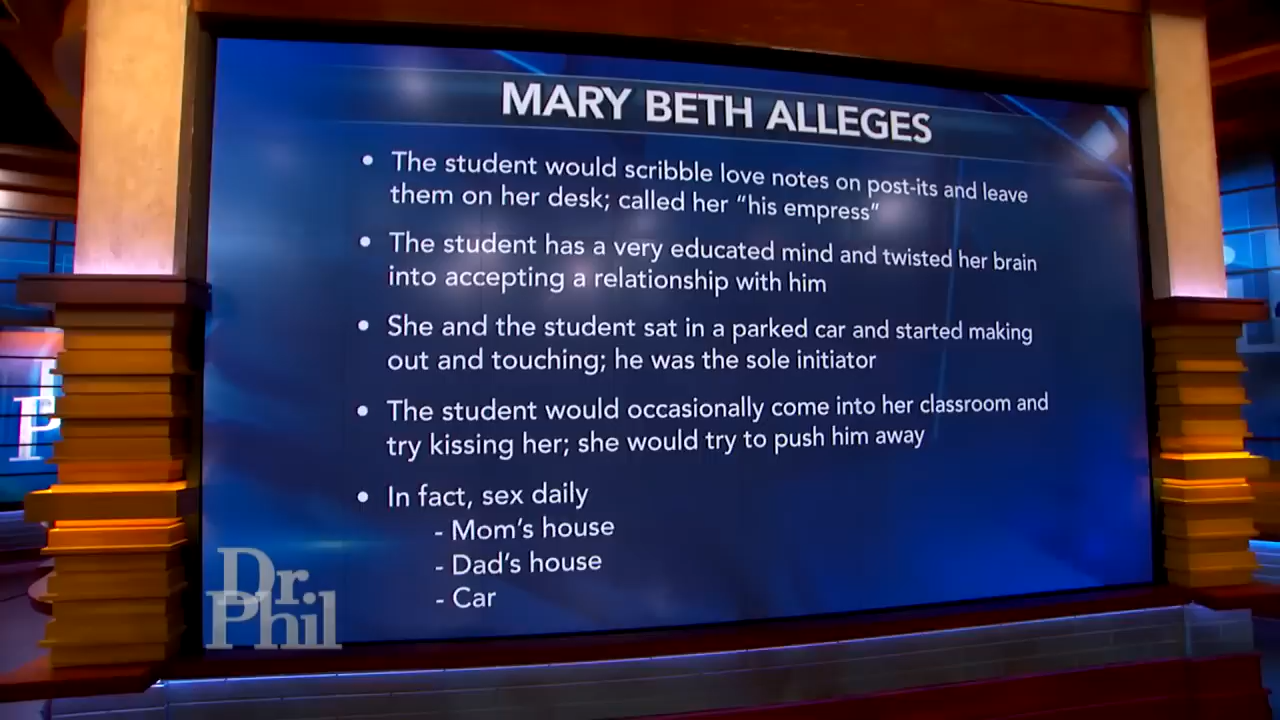 MARY BETH ALLEGES
• The student would scribble love notes on post-its and leave
them on her desk; called her “his empress”
• The student has a very educated mind and twisted her brain
into accepting a relationship with him
• She and the student sat in a parked car and started making
out and touching; he was the sole initiator
• The student would occasionally come into her classroom and
try kissing her; she would try to push him away
• In fact, sex daily
- Mom’s house
- Dad’s house
- Car
Dr.
Phil
P